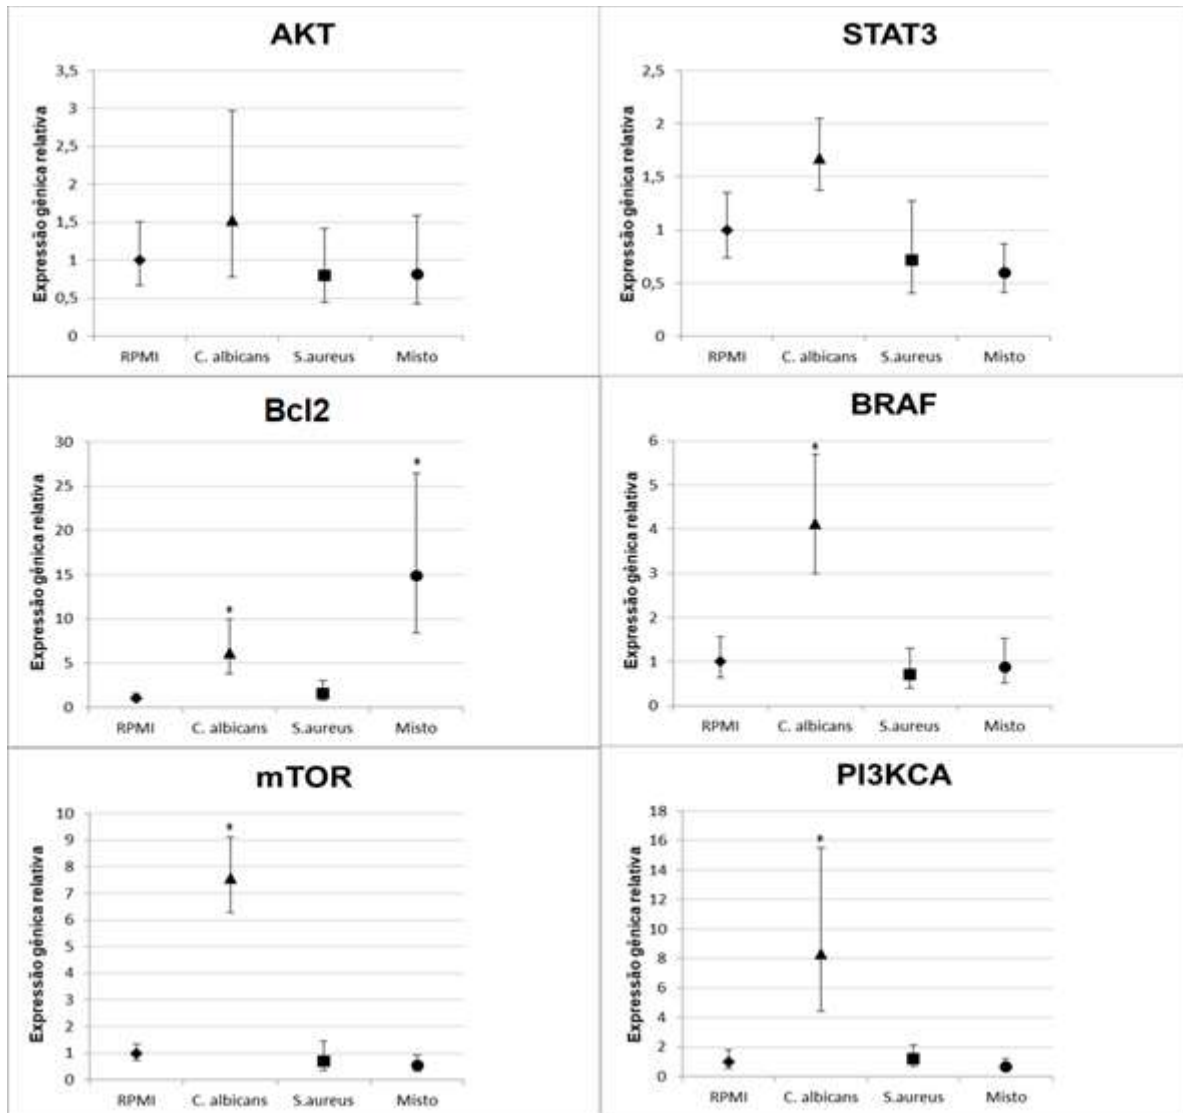 AKT
Expressão gênica relativa
3,5
3
2,5
2
1,5
1
0,5
0
RPMI C. albicans S.aureus Misto
STAT3
Expressão gênica relativa
2,5
2
1,5
1
0,5
0
RPMI C. albicans S.aureus Misto
Bcl2
Expressão gênica relativa
30
25
20
15
10
5
0
* *
RPMI C. albicans S.aureus Misto
BRAF
Expressão gênica relativa
6
5
4
3
2
1
0
*
RPMI C. albicans S.aureus Misto
mTOR
Expressão gênica relativa
10
9
8
7
6
5
4
3
2
1
0
*
RPMI C. albicans S.aureus Misto
PI3KCA
Expressão gênica relativa
18
16
14
12
10
8
6
4
2
0
*
RPMI C. albicans S.aureus Misto